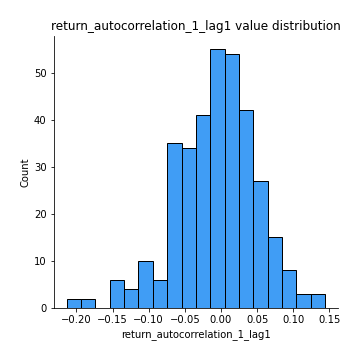 return_autocorrelation_1_lag1 value distribution
50
40
30
20
10
0
Count
−0.20 −0.15 −0.10 −0.05 0.00 0.05 0.10 0.15
return_autocorrelation_1_lag1